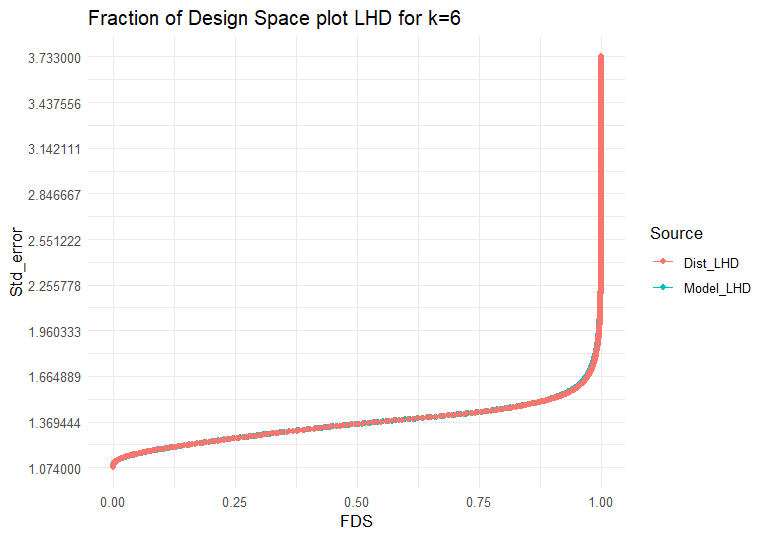 Fraction of Design Space plot LHD for k=6
3.733000
3.437556
3.142111
2.846667
2.551222
2.255778
1.960333
1.664889
1.369444
1.074000
Std_error
0.00 0.25 0.50 0.75 1.00
FDS
Source
Dist_LHD
Model_LHD